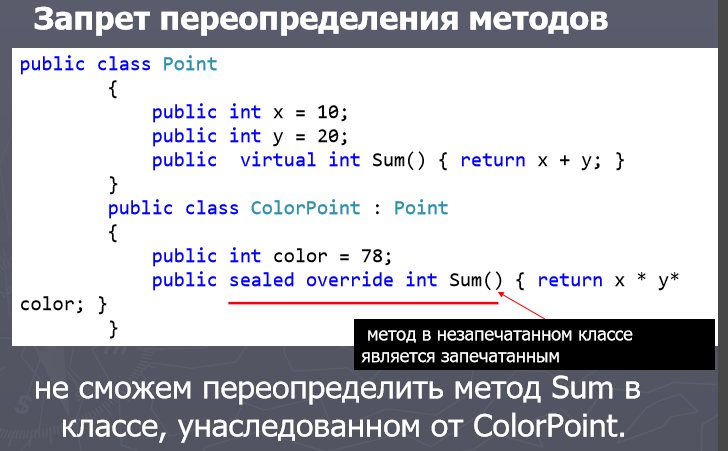 Запрет переопределения методов
public class Point
{
public int x = 10;
public int y = 20;
public  virtual int Sum() { return x + y; }
}
public class ColorPoint : Point
{
public int color = 78;
public sealed override int Sum() { return x * y*
color; }
}
метод в незапечатанном классе
является запечатанным
не сможем переопределить метод Sum в
классе, унаследованном от ColorPoint.